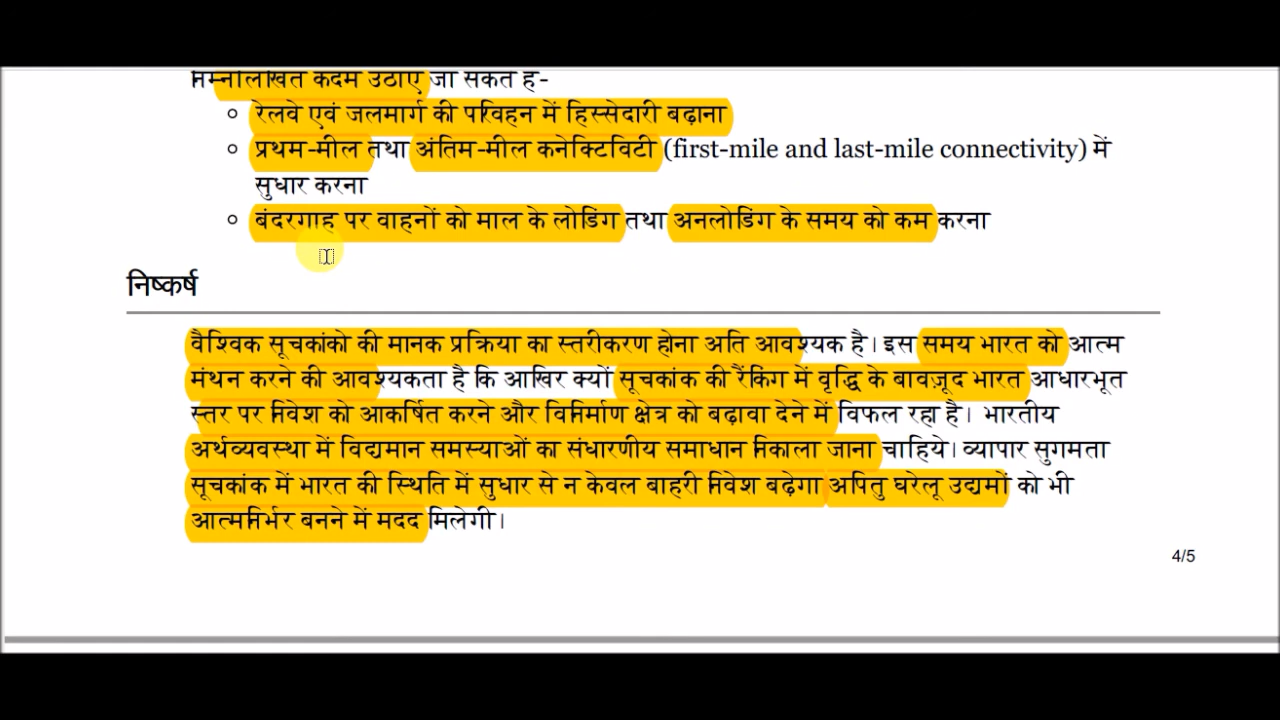 निम्नलिखित कदम उठाए जा सकते हैं-
रेलवे एवं जलमार्ग की परिवहन में हिस्सेदारी बढ़ाना
प्रथम-मील तथा अंतिम-मील कनेक्टिविटी (first-mile and last-mile connectivity) में
सुधार करना
बंदरगाह पर वाहनों को माल के लोडिंग तथा अनलोडिंग के समय को कम करना
निष्कर्ष
वैश्विक सूचकांको की मानक प्रक्रिया का स्तरीकरण होना अति आवश्यक है। इस समय भारत को आत्म
मंथन करने की आवश्यकता है कि आखिर क्यों सूचकांक की रैंकिंग में वृद्धि के बावज़ूद भारत आधारभूत
स्तर पर निवेश को आकर्षित करने और विनिर्माण क्षेत्र को बढ़ावा देने में विफल रहा है। भारतीय
अर्थव्यवस्था में विद्यमान समस्याओं का संधारणीय समाधान निकाला जाना चाहिये। व्यापार सुगमता
सूचकांक में भारत की स्थिति में सुधार से न केवल बाहरी निवेश बढ़ेगा अपितु घरेलू उद्यमों को भी
आत्मनिर्भर बनने में मदद मिलेगी।
4/5